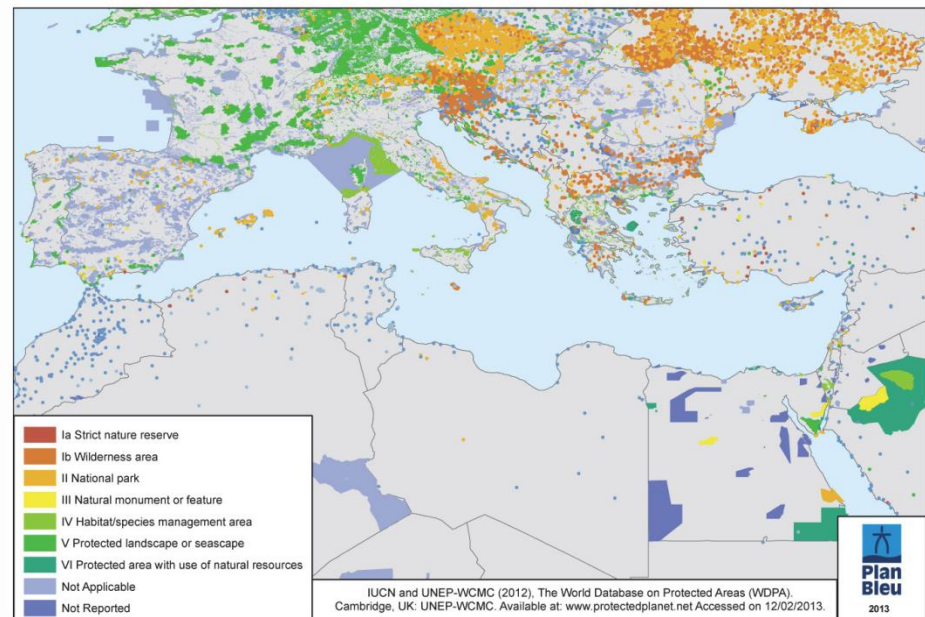 Ia Strict nature reserve
Ib Wilderness area
II National park
III Natural monument or feature
IV Habitat/species management area
V Protected landscape or seascape
VI Protected area with use of natural resources
Not Applicable
Not Reported
IUCN and UNEP-WCMC (2012), The World Database on Protected Areas (WDPA).
Cambridge, UK: UNEP-WCMC. Available at: www.protectedplanet.net Accessed on 12/02/2013.
Plan
Bleu
2013